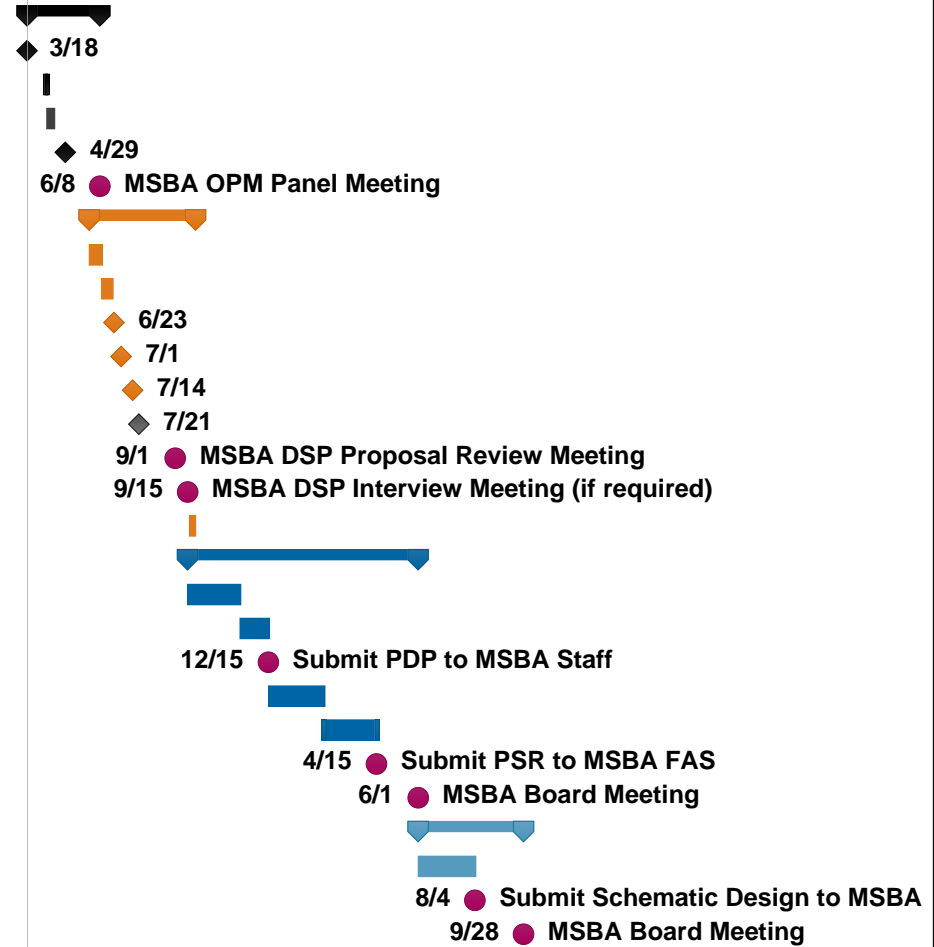 3/18
4/29
6/8 MSBA OPM Panel Meeting
6/23
7/1
7/14
7/21
9/1 MSBA DSP Proposal Review Meeting
9/15 MSBA DSP Interview Meeting (if required)
12/15 Submit PDP to MSBA Staff
4/15 Submit PSR to MSBA FAS
6/1 MSBA Board Meeting
8/4 Submit Schematic Design to MSBA
9/28 MSBA Board Meeting